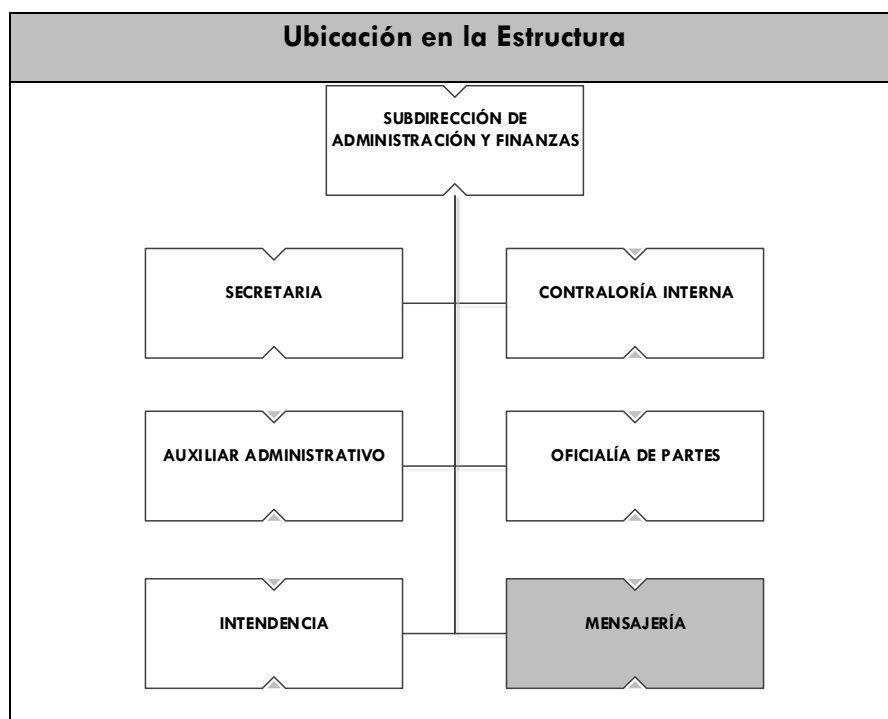 Ubicación en la Estructura
SUBDIRECCIÓN DE
ADMINISTRACIÓN Y FINANZAS
SECRETARIA
CONTRALORÍA INTERNA
AUXILIAR ADMINISTRATIVO
OFICIALÍA DE PARTES
INTENDENCIA
MENSAJERÍA